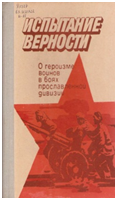 ИСПЫТАНИЕ
ВЕРНОСТИ
О героизме
воинов
в боях
прославленной
дивизии